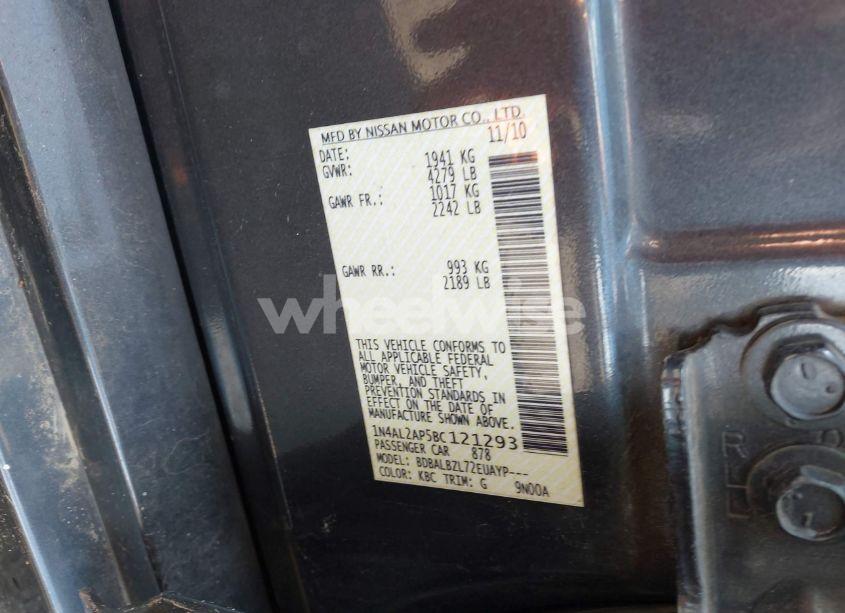 MFD BY NISSAN MOTOR CO., LTD.
DATE: 11/10
GVWR: 1941 KG
4279 LB
GAWR FR.: 1017 KG
2242 LB
GAWR RR.: 993 KG
2189 LB
wheelwise
THIS VEHICLE CONFORMS TO
ALL APPLICABLE FEDERAL
MOTOR VEHICLE SAFETY,
BUMPER, AND THEFT
PREVENTION STANDARDS IN
EFFECT ON THE DATE OF
MANUFACTURE SHOWN ABOVE.
1N4AL2AP5BC121293
PASSENGER CAR 878
MODEL: BDBALBZL72EUAYP---
COLOR: KBC TRIM: G 9N00A